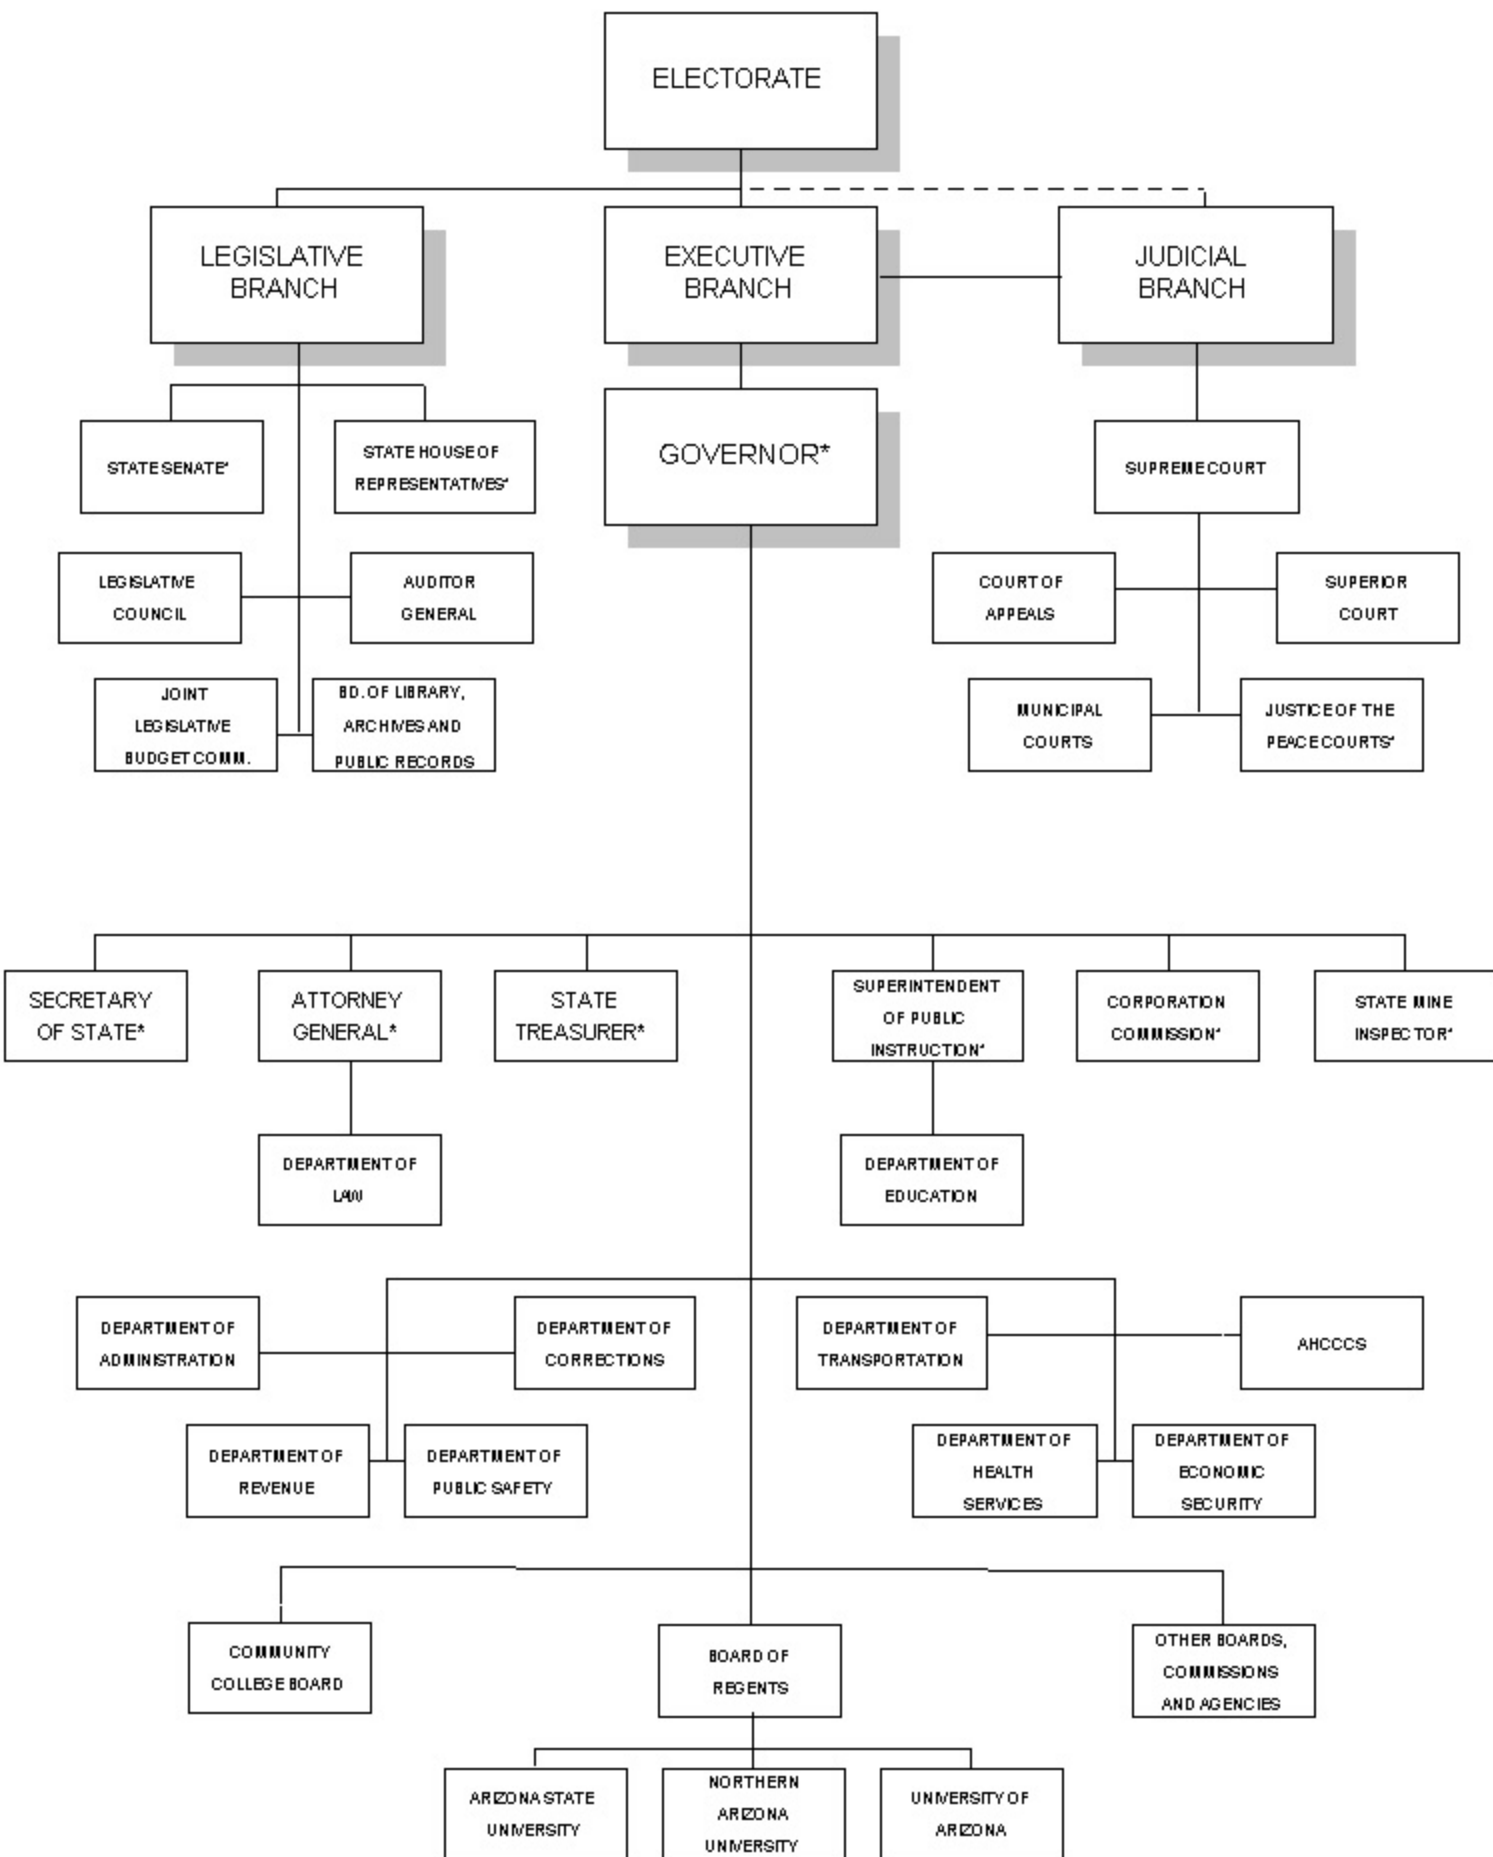 ELECTORATE
LEGISLATIVE
BRANCH
EXECUTIVE
BRANCH
JUDICIAL
BRANCH
STATE SENATE*
STATE HOUSE OF
REPRESENTATIVES*
GOVERNOR*
SUPREME COURT
LEGISLATIVE
COUNCIL
AUDITOR
GENERAL
COURT OF
APPEALS
SUPERIOR
COURT
JOINT
LEGISLATIVE
BUDGET COMM.
BD. OF LIBRARY,
ARCHIVES AND
PUBLIC RECORDS
MUNICIPAL
COURTS
JUSTICE OF THE
PEACE COURTS*
SECRETARY
OF STATE*
ATTORNEY
GENERAL*
STATE
TREASURER*
SUPERINTENDENT
OF PUBLIC
INSTRUCTION*
CORPORATION
COMMISSION*
STATE MINE
INSPECTOR*
DEPARTMENT OF
LAW
DEPARTMENT OF
EDUCATION
DEPARTMENT OF
ADMINISTRATION
DEPARTMENT OF
CORRECTIONS
DEPARTMENT OF
TRANSPORTATION
AHCCCS
DEPARTMENT OF
REVENUE
DEPARTMENT OF
PUBLIC SAFETY
DEPARTMENT OF
HEALTH
SERVICES
DEPARTMENT OF
ECONOMIC
SECURITY
COMMUNITY
COLLEGE BOARD
BOARD OF
REGENTS
OTHER BOARDS,
COMMISSIONS
AND AGENCIES
ARIZONA STATE
UNIVERSITY
NORTHERN
ARIZONA
UNIVERSITY
UNIVERSITY OF
ARIZONA